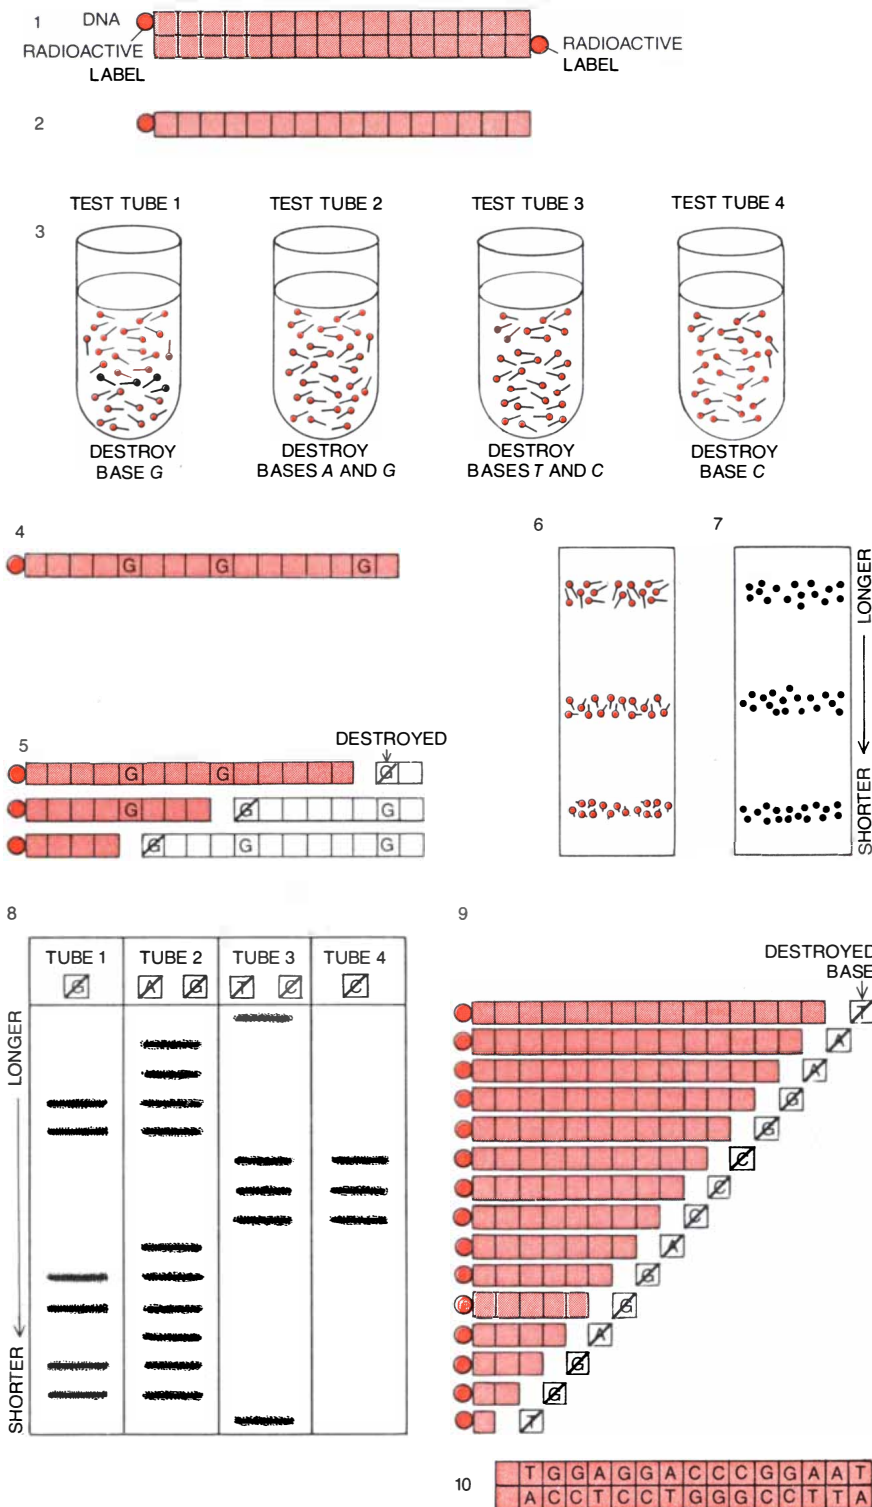 1 DNA
RADIOACTIVE
LABEL
RADIOACTIVE
LABEL
2
TEST TUBE 1 TEST TUBE 2 TEST TUBE 3 TEST TUBE 4
3
DESTROY
BASE G
DESTROY
BASES A AND G
DESTROY
BASES T AND C
DESTROY
BASE C
4
G G G
5
DESTROYED
G G G
G G G
G G G
6
7
LONGER
SHORTER
8
TUBE 1 TUBE 2 TUBE 3 TUBE 4
G A G T C C
LONGER
SHORTER
9
DESTROYED
BASE
T
A
A
G
G
C
C
C
A
G
G
A
G
G
T
10
T G G A G G A C C C G G A A T
A C C T C C T G G G C C T T A